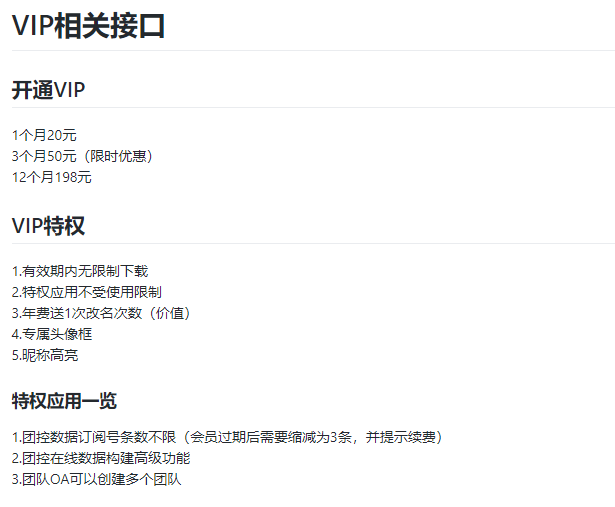 VIP相关接口
开通VIP
1个月20元
3个月50元（限时优惠）
12个月198元
VIP特权
1.有效期内无限制下载
2.特权应用不受使用限制
3.年费送1次改名次数（价值）
4.专属头像框
5.昵称高亮
特权应用一览
1.团控数据订阅号条数不限（会员过期后需要缩减为3条，并提示续费）
2.团控在线数据构建高级功能
3.团队OA可以创建多个团队